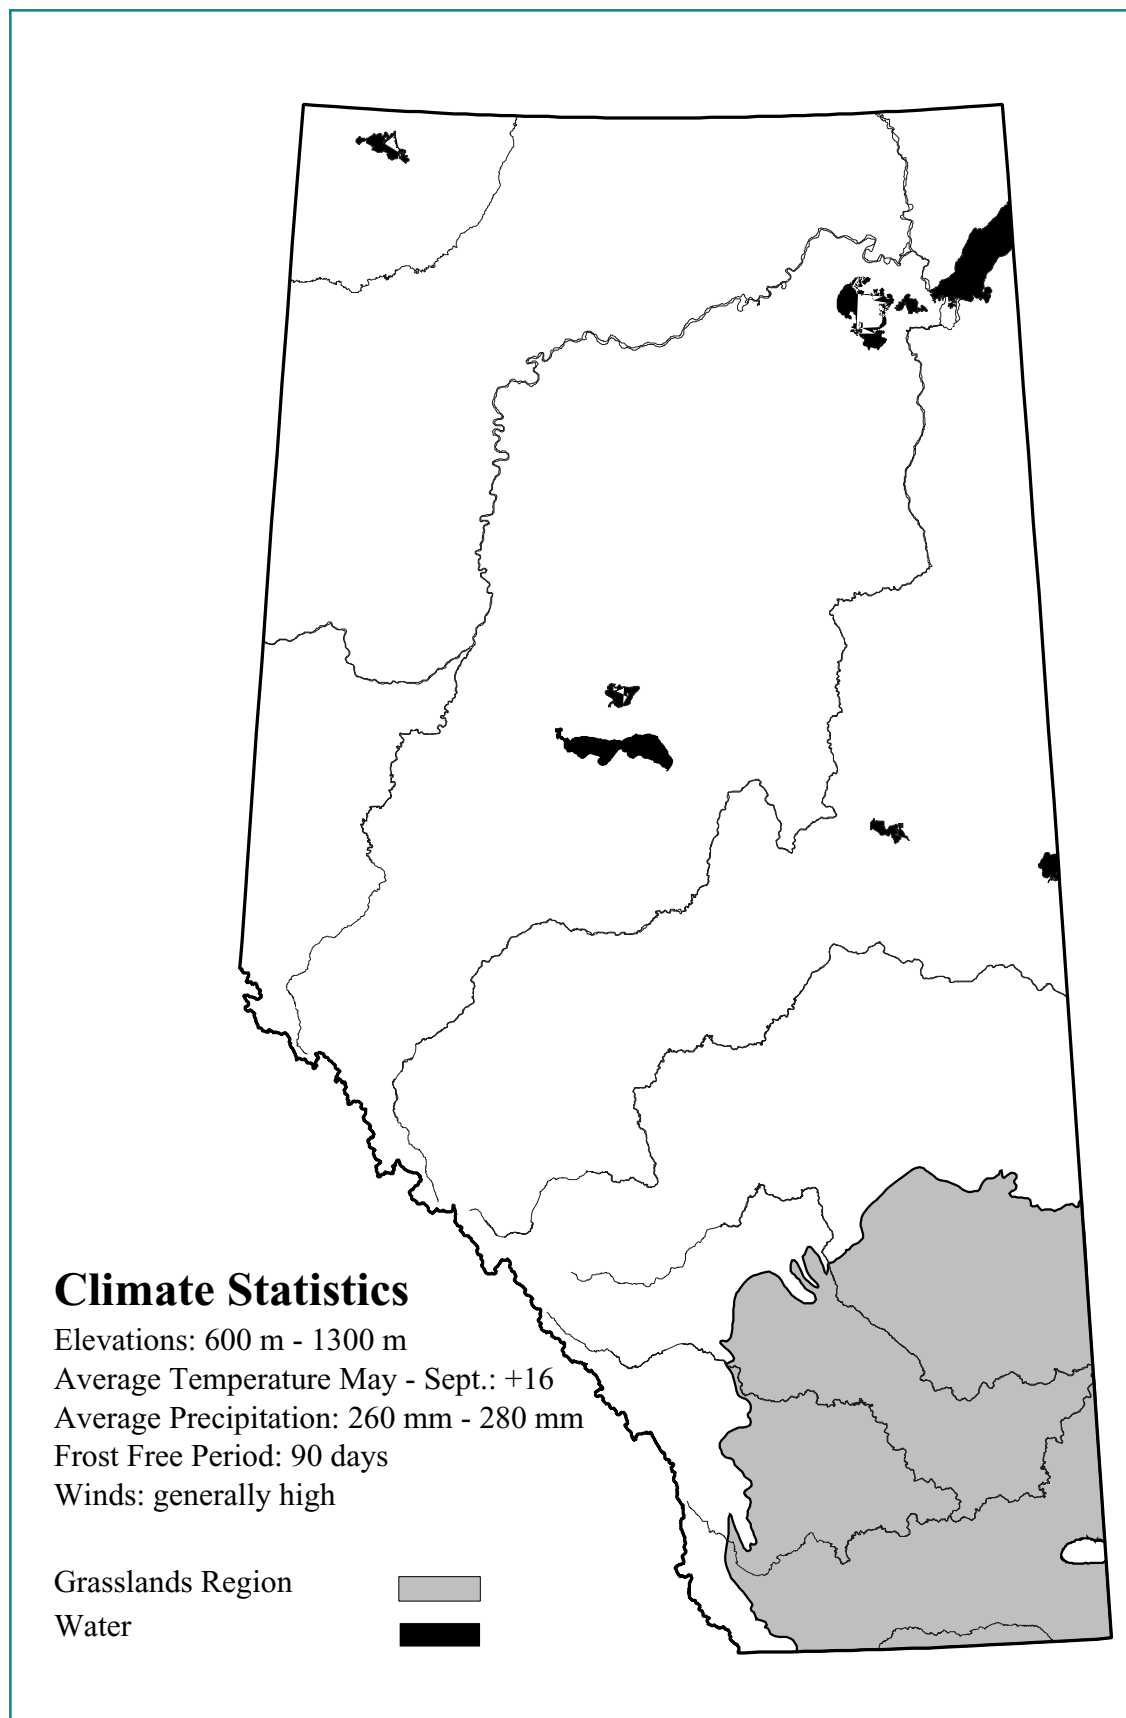 Climate Statistics
Elevations: 600 m - 1300 m
Average Temperature May - Sept.: +16
Average Precipitation: 260 mm - 280 mm
Frost Free Period: 90 days
Winds: generally high
Grasslands Region
Water